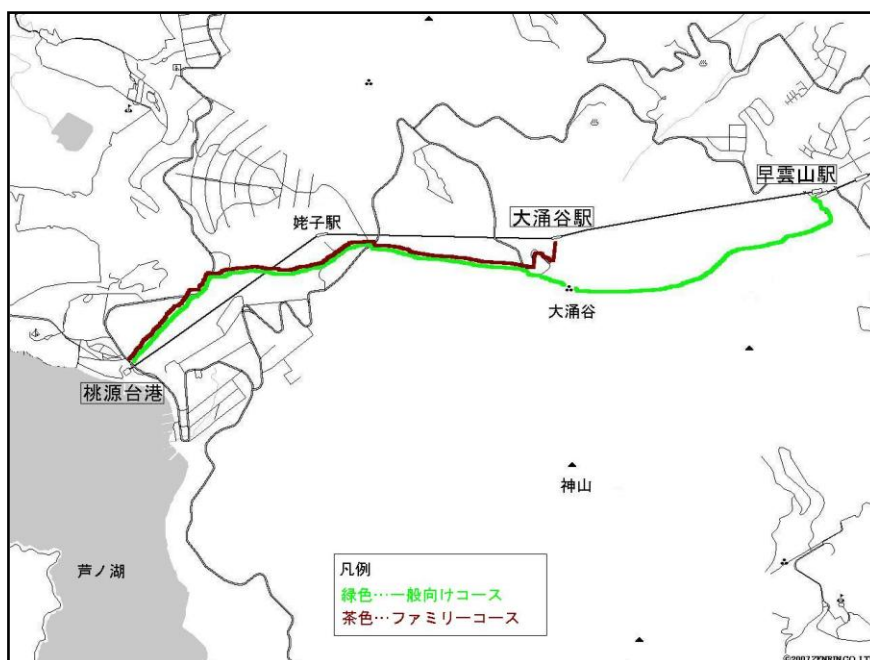 早雲山駅
大涌谷駅
姥子駅
大涌谷
桃源台港
神山
芦ノ湖
凡例
緑色…一般向けコース
茶色…ファミリーコース